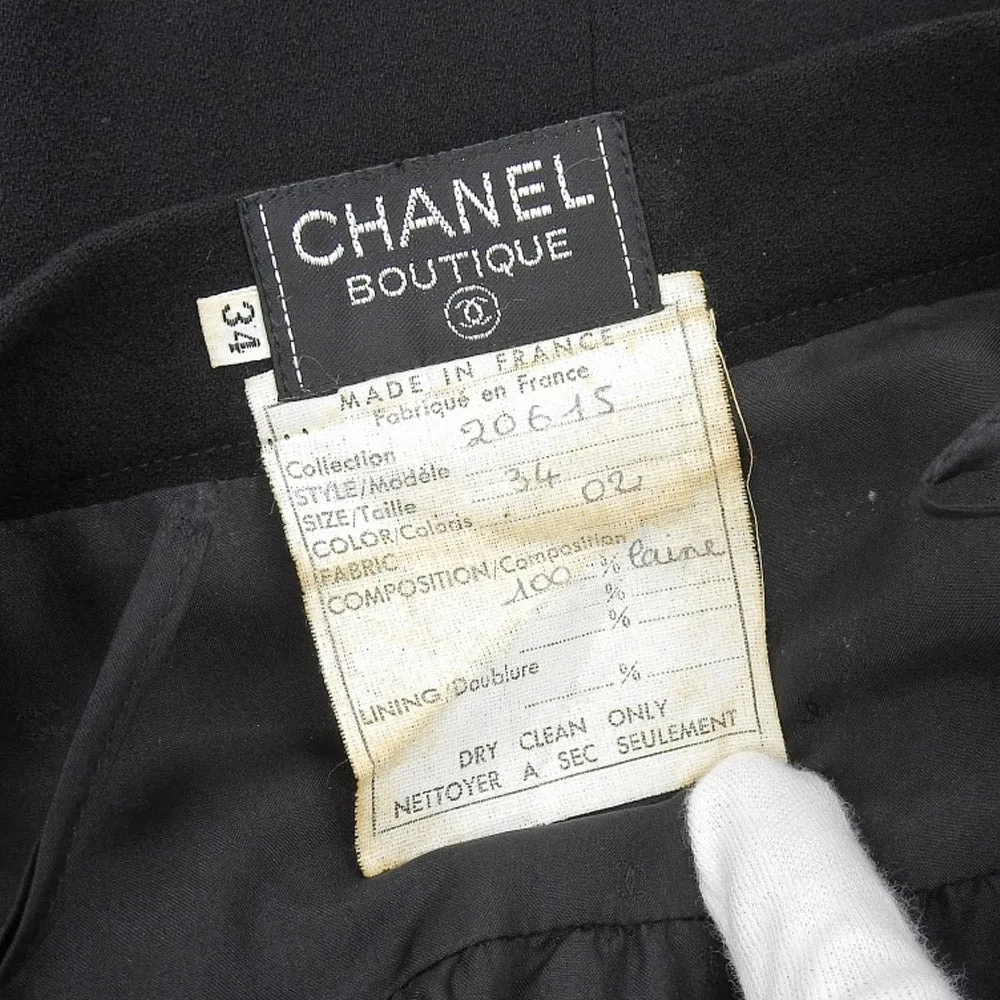 CHANEL
BOUTIQUE
34
MADE IN FRANCE
Fabriqué en France
Collection
STYLE/Modèle 20615
SIZE/Taille 34
COLOR/Coloris 02
FABRIC
COMPOSITION/Composition
100 % laine
%
%
LINING/Doublure %
DRY CLEAN ONLY
NETTOYER A SEC SEULEMENT